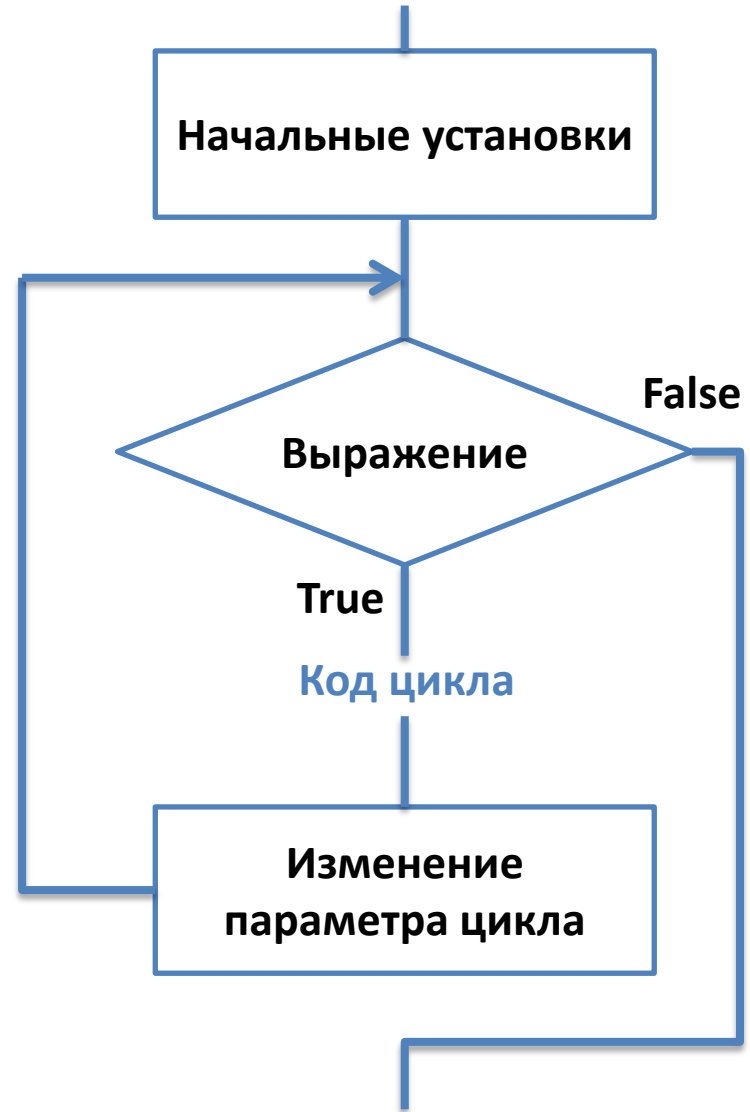 Начальные установки
False
Выражение
True
Код цикла
Изменение
параметра цикла